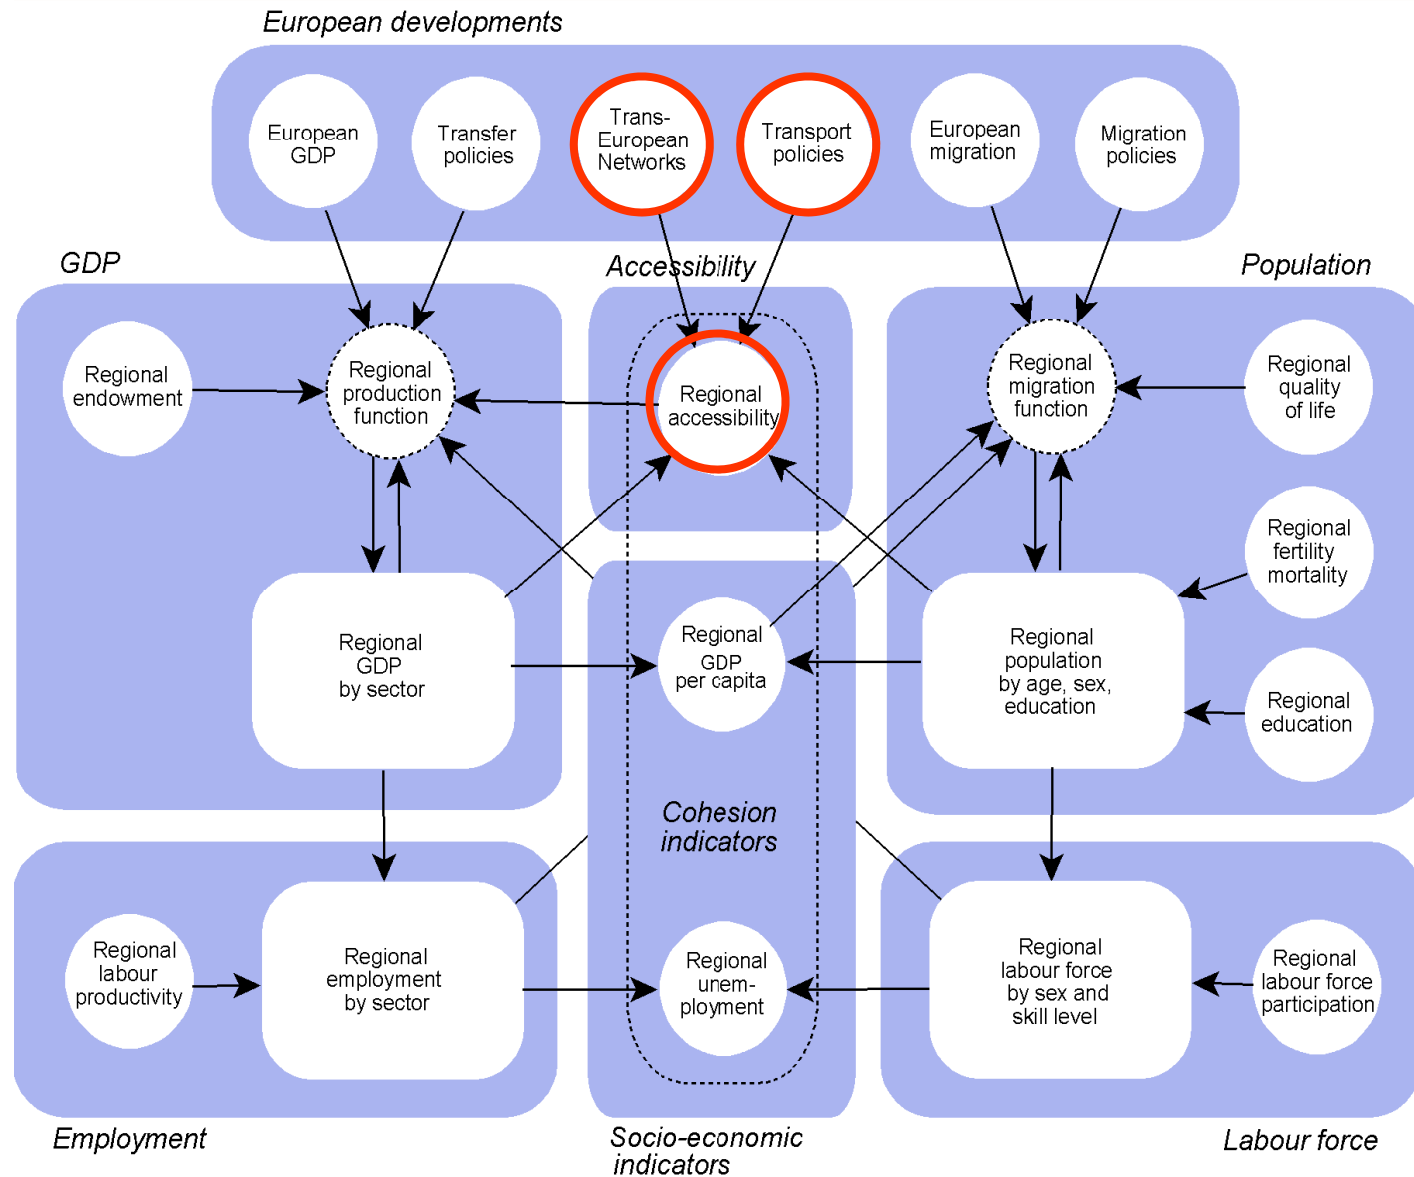 European developments
European
GDP
Transfer
policies
Trans-
European
Networks
Transport
policies
European
migration
Migration
policies
GDP
Accessibility
Population
Regional
endowment
Regional
production
function
Regional
accessibility
Regional
migration
function
Regional
quality
of life
Regional
fertility
mortality
Regional
GDP
by sector
Regional
GDP
per capita
Regional
population
by age, sex,
education
Regional
education
Cohesion
indicators
Regional
labour
productivity
Regional
employment
by sector
Regional
unem-
ployment
Regional
labour force
by sex and
skill level
Regional
labour force
participation
Employment
Socio-economic
indicators
Labour force